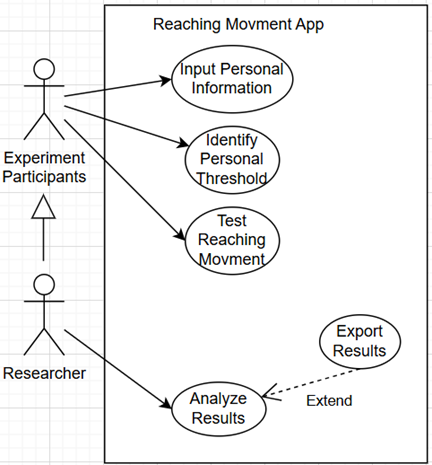 Reaching Movment App
Input Personal
Information
Identify
Personal
Threshold
Experiment
Participants
Test
Reaching
Movment
Export
Results
Researcher
Analyze
Results
Extend